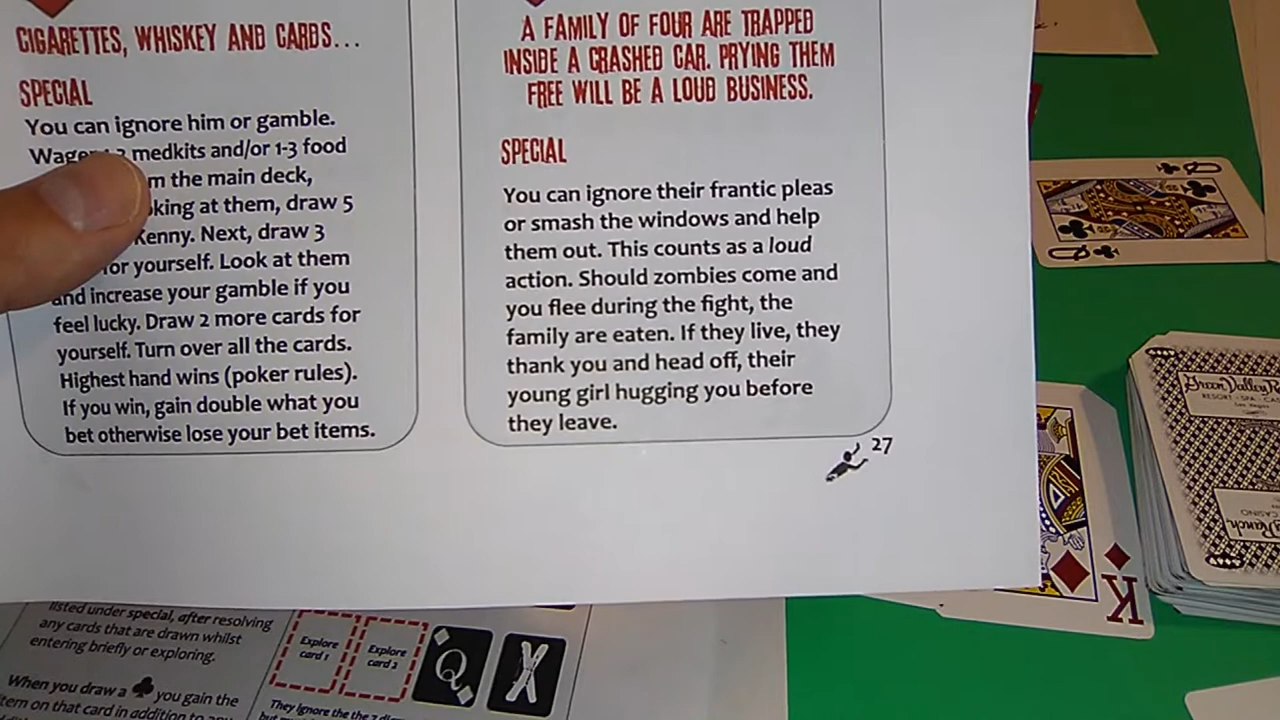 CIGARETTES, WHISKEY AND CARDS...
SPECIAL
You can ignore him or gamble.
medkits and/or 1-3 food
the main deck,
at them, draw 5
Kenny. Next, draw 3
for yourself. Look at them
and increase your gamble if you
feel lucky. Draw 2 more cards for
yourself. Turn over all the cards.
Highest hand wins (poker rules).
If you win, gain double what you
bet otherwise lose your bet items.
A FAMILY OF FOUR ARE TRAPPED
INSIDE A CRASHED CAR. PRYING THEM
FREE WILL BE A LOUD BUSINESS.
SPECIAL
You can ignore their frantic pleas
or smash the windows and help
them out. This counts as a loud
action. Should zombies come and
you flee during the fight, the
family are eaten. If they live, they
thank you and head off, their
young girl hugging you before
they leave.
27
listed under special, after resolving
any cards that are drawn whilst
entering briefly or exploring.
When you draw a you gain the
item on that card in addition to
Explore
card 1
Explore
card 2
Q
They ignore the the 7
Q
Q
K
Green Valley
RESORT - SPA
Las Vegas
CASINO